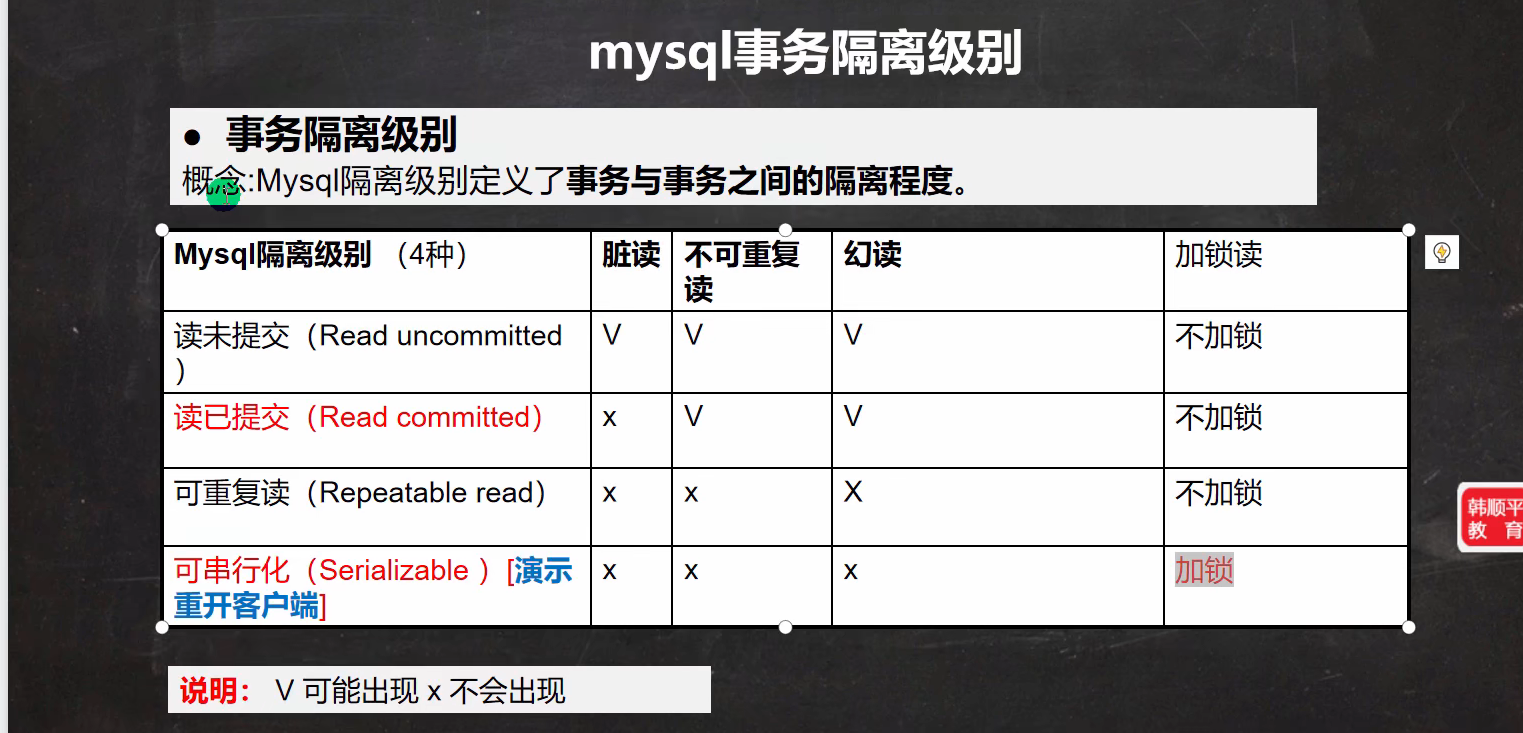 mysql事务隔离级别
● 事务隔离级别
概念:Mysql隔离级别定义了事务与事务之间的隔离程度。
Mysql隔离级别 （4种） 脏读 不可重复 幻读 加锁读
读
读未提交（Read uncommitted V V V 不加锁
）
读已提交（Read committed） x V V 不加锁
可重复读（Repeatable read） x x X 不加锁
可串行化（Serializable ）[演示 x x x 加锁
重开客户端]
说明： V 可能出现 x 不会出现
韩顺平
教 育